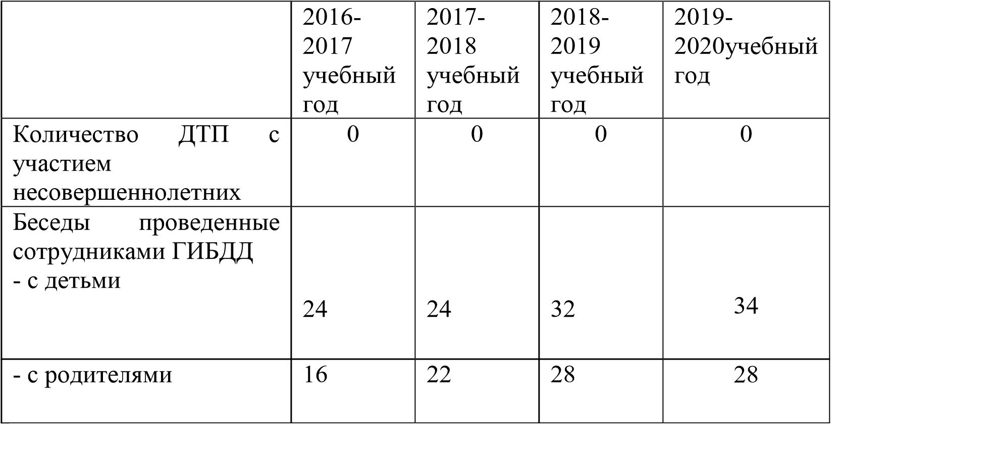 2016-
2017
учебный
год
2017-
2018
учебный
год
2018-
2019
учебный
год
2019-
2020учебный
год
Количество ДТП с
участием
несовершеннолетних
0
0
0
0
Беседы проведенные
сотрудниками ГИБДД
- с детьми
24
24
32
34
- с родителями
16
22
28
28